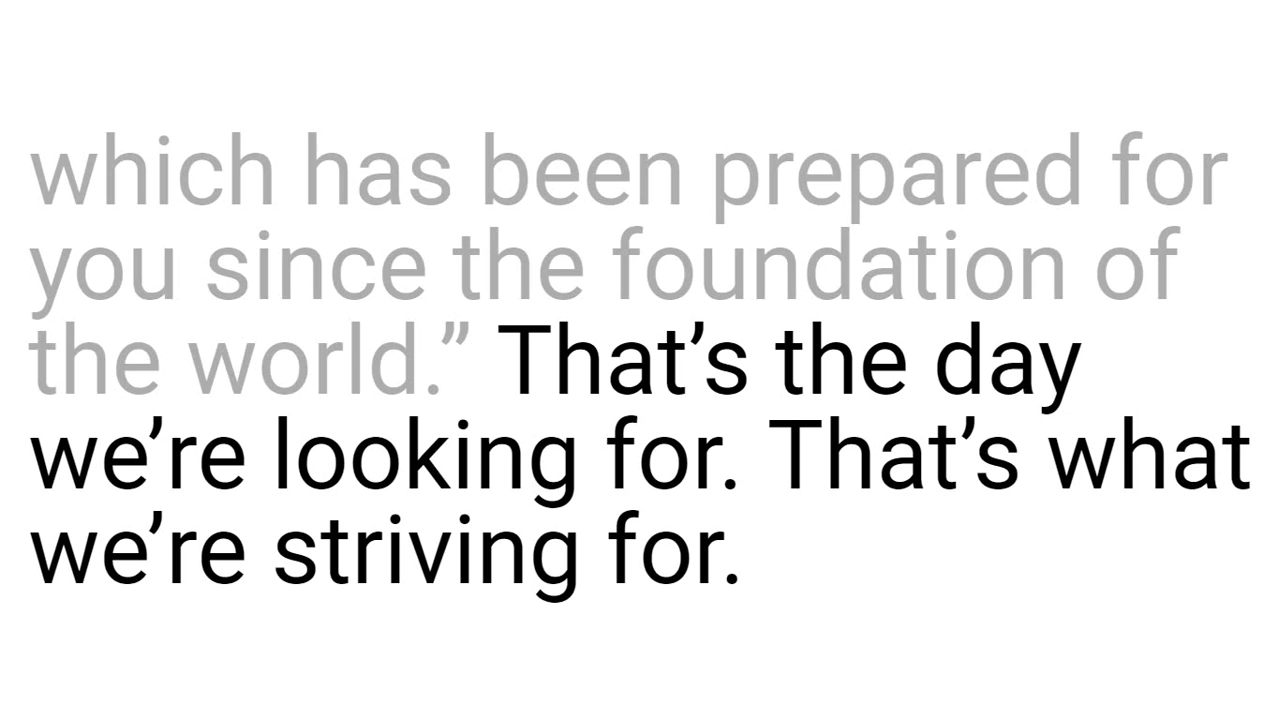 which has been prepared for
you since the foundation of
the world.” That’s the day
we’re looking for. That’s what
we’re striving for.